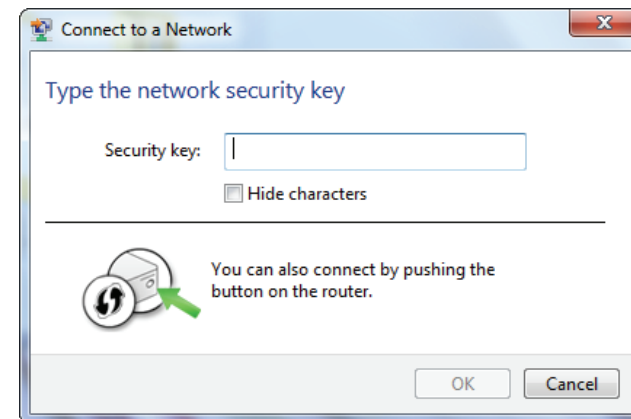 Connect to a Network
Type the network security key
Security key:
Hide characters
You can also connect by pushing the
button on the router.
OK
Cancel